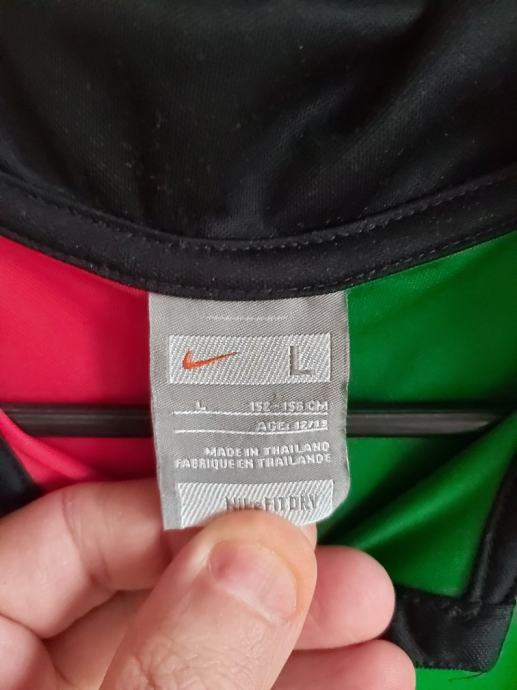 L
L 152-158 CM
AGE: 12/13
MADE IN THAILAND
FABRIQUE EN THAILANDE
NIKE FIT DRY